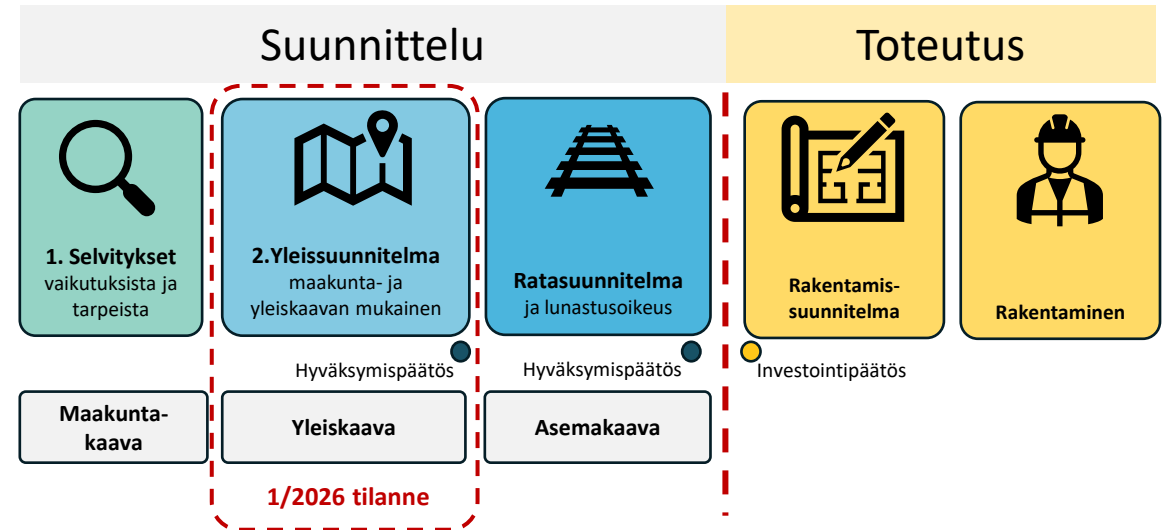 Suunnittelu
Toteutus
1. Selvitykset
vaikutuksista ja
tarpeista
2.Yleissuunnitelma
maakunta- ja
yleiskaavan mukainen
Ratasuunnitelma
ja lunastusoikeus
Rakentamis-
suunnitelma
Rakentaminen
Hyväksymispäätös
Hyväksymispäätös
Investointipäätös
Maakunta-
kaava
Yleiskaava
Asemakaava
1/2026 tilanne